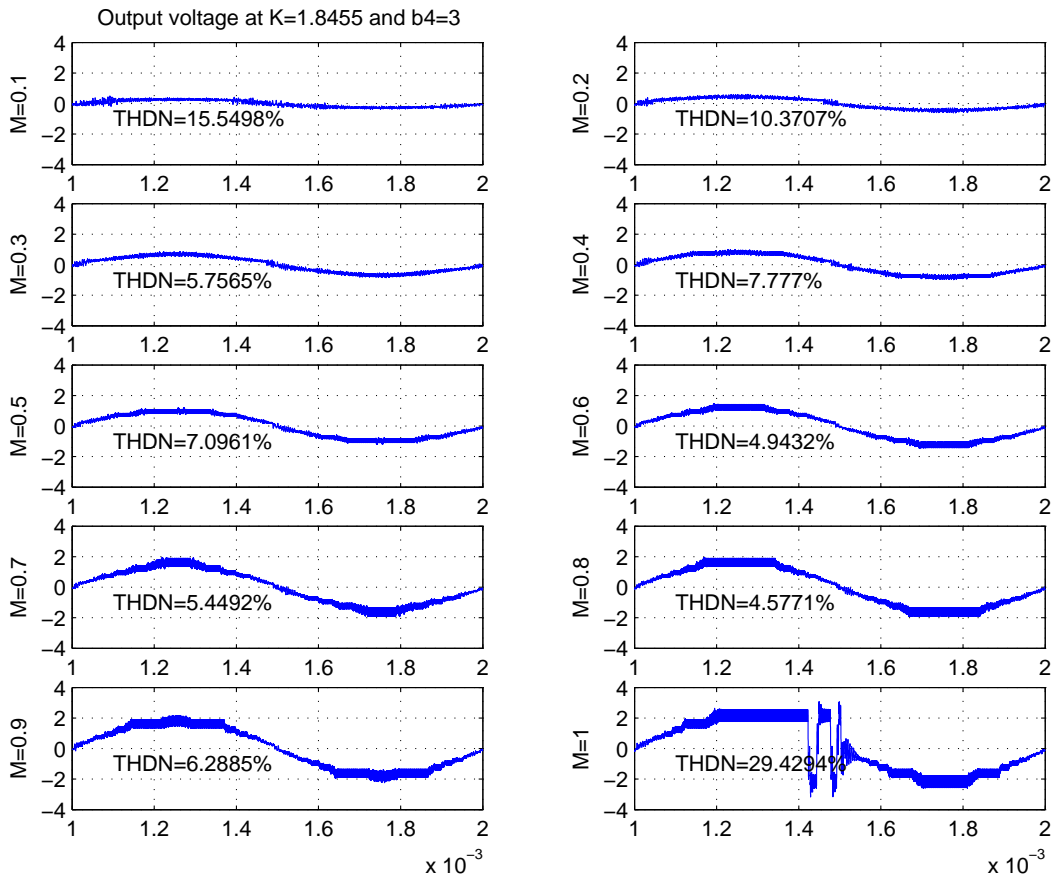 Output voltage at K=1.8455 and b4=3
M=0.1
4
2
0
−2
−4
THDN=15.5498%
1 1.2 1.4 1.6 1.8 2
M=0.2
4
2
0
−2
−4
THDN=10.3707%
1 1.2 1.4 1.6 1.8 2
M=0.3
4
2
0
−2
−4
THDN=5.7565%
1 1.2 1.4 1.6 1.8 2
M=0.4
4
2
0
−2
−4
THDN=7.777%
1 1.2 1.4 1.6 1.8 2
M=0.5
4
2
0
−2
−4
THDN=7.0961%
1 1.2 1.4 1.6 1.8 2
M=0.6
4
2
0
−2
−4
THDN=4.9432%
1 1.2 1.4 1.6 1.8 2
M=0.7
4
2
0
−2
−4
THDN=5.4492%
1 1.2 1.4 1.6 1.8 2
M=0.8
4
2
0
−2
−4
THDN=4.5771%
1 1.2 1.4 1.6 1.8 2
M=0.9
4
2
0
−2
−4
THDN=6.2885%
1 1.2 1.4 1.6 1.8 2
x 10⁻³
M=1
4
2
0
−2
−4
THDN=29.4294%
1 1.2 1.4 1.6 1.8 2
x 10⁻³